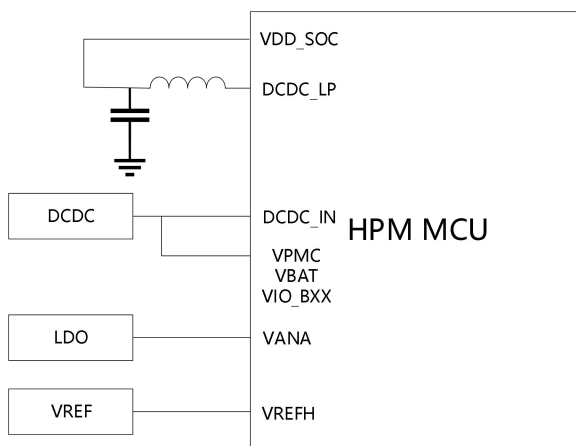 VDD_SOC
DCDC_LP
DCDC
DCDC_IN
HPM MCU
VPMC
VBAT
VIO_BXX
LDO
VANA
VREF
VREFH